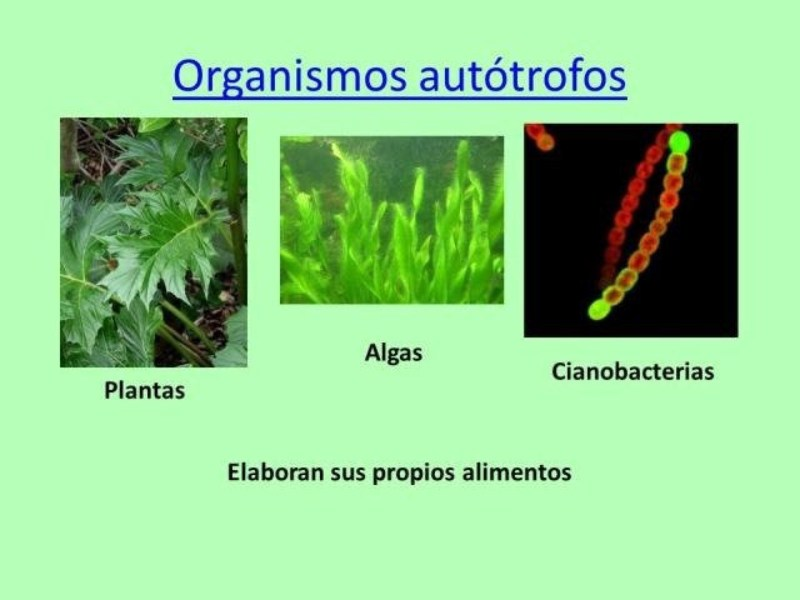 Organismos autótrofos
Algas
Cianobacterias
Plantas
Elaboran sus propios alimentos